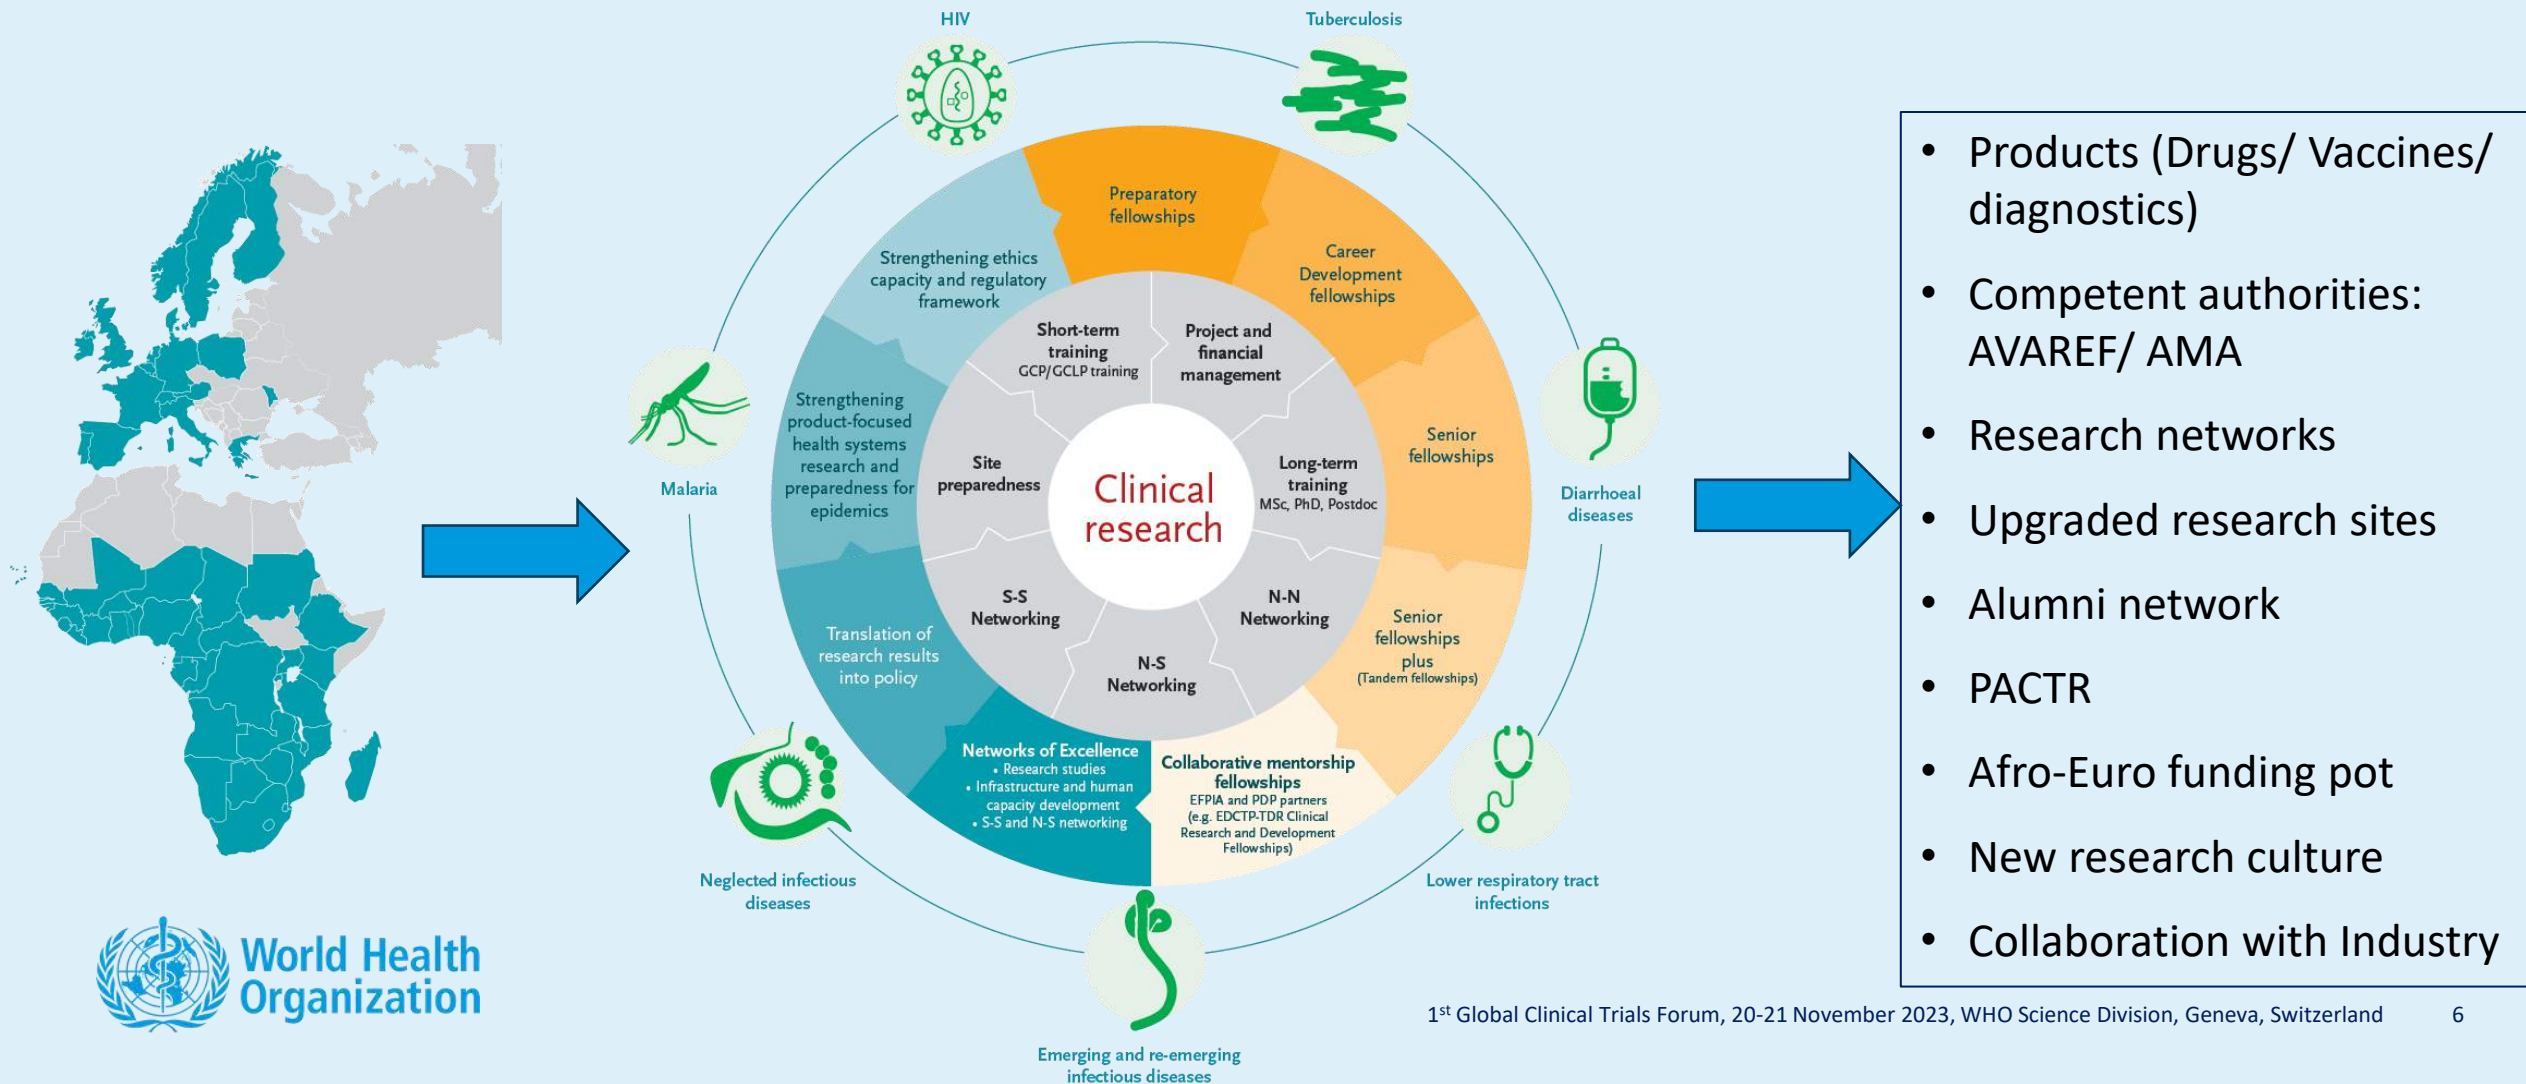 HIV
Tuberculosis
Malaria
Diarrhoeal
diseases
Neglected infectious
diseases
Lower respiratory tract
infections
Emerging and re-emerging
infectious diseases
Preparatory
fellowships
Career
Development
fellowships
Senior
fellowships
Senior
fellowships
plus
(Tandem fellowships)
Collaborative mentorship
fellowships
EFPIA and PDP partners
(e.g. EDCTP-TDR Clinical
Research and Development
Fellowships)
Networks of Excellence
• Research studies
• Infrastructure and human
capacity development
• S-S and N-S networking
Translation of
research results
into policy
Strengthening
product-focused
health systems
research and
preparedness for
epidemics
Strengthening ethics
capacity and regulatory
framework
Short-term
training
GCP/GCLP training
Project and
financial
management
Long-term
training
MSc, PhD, Postdoc
N-N
Networking
N-S
Networking
S-S
Networking
Site
preparedness
Clinical
research
• Products (Drugs/ Vaccines/
diagnostics)
• Competent authorities:
AVAREF/ AMA
• Research networks
• Upgraded research sites
• Alumni network
• PACTR
• Afro-Euro funding pot
• New research culture
• Collaboration with Industry
World Health
Organization
1st Global Clinical Trials Forum, 20-21 November 2023, WHO Science Division, Geneva, Switzerland 6